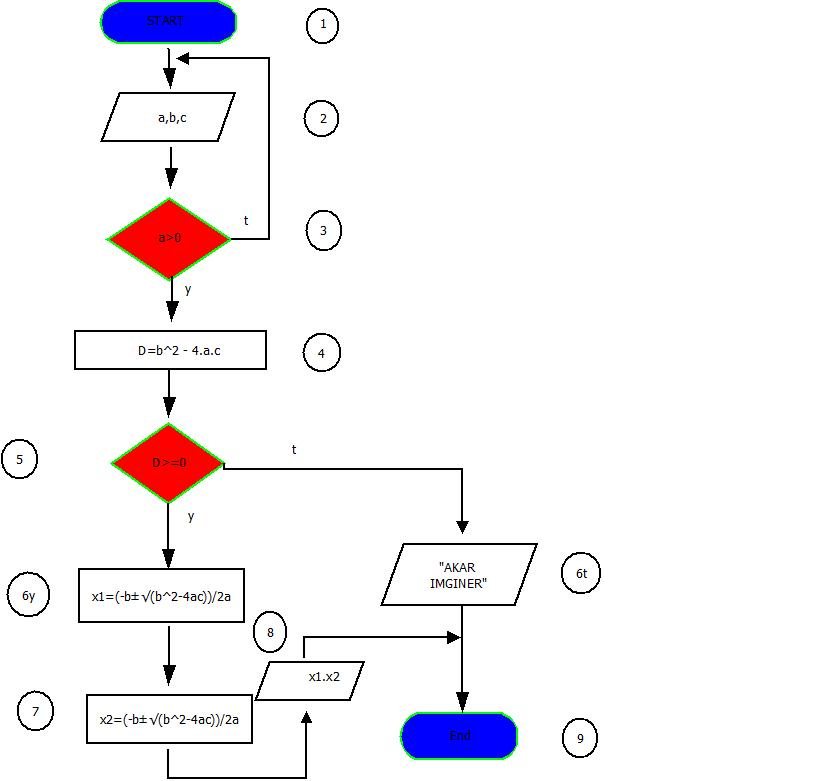 START
1
a,b,c
2
a>0
t
3
y
D=b^2 - 4.a.c
4
5
D>=0
t
y
"AKAR
IMGINER"
6t
6y
x1=(-b±√(b^2-4ac))/2a
8
x1.x2
7
x2=(-b±√(b^2-4ac))/2a
End
9